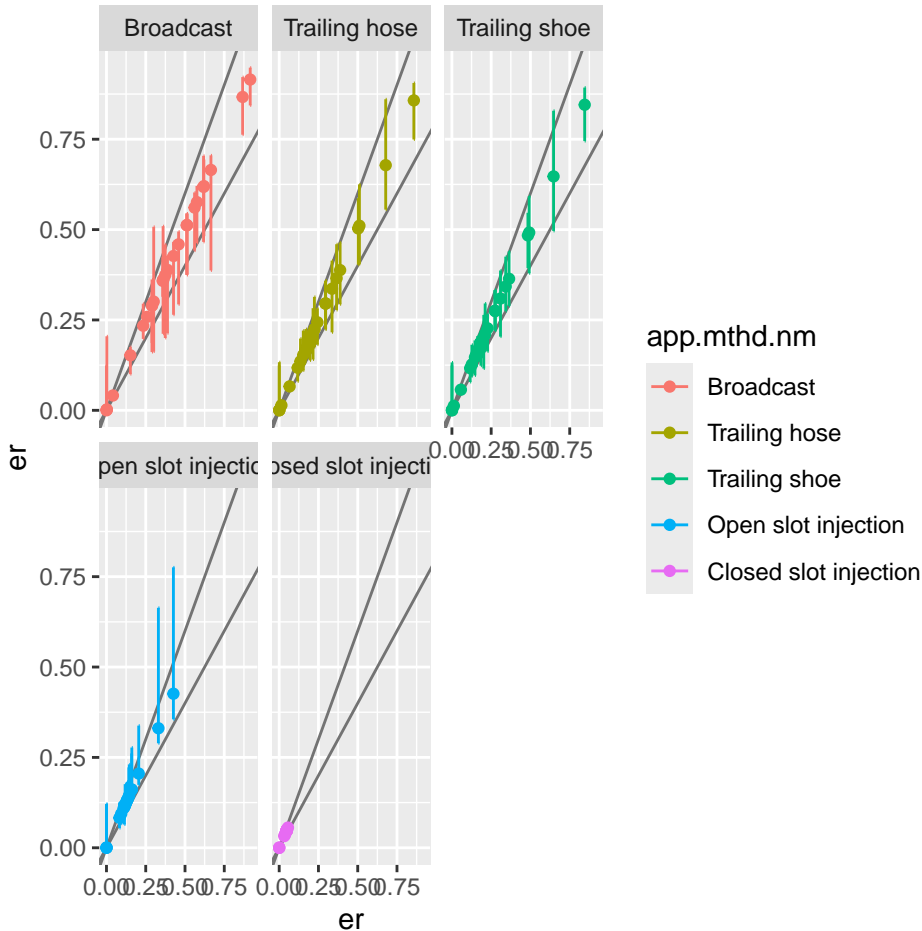 Broadcast
Trailing hose
Trailing shoe
0.75
0.50
0.25
0.00
0.00 0.25 0.50 0.75
pen slot injectio
osed slot injecti
0.75
0.50
0.25
0.00
0.00 0.25 0.50 0.75
0.00 0.25 0.50 0.75
er
er
app.mthd.nm
Broadcast
Trailing hose
Trailing shoe
Open slot injection
Closed slot injection